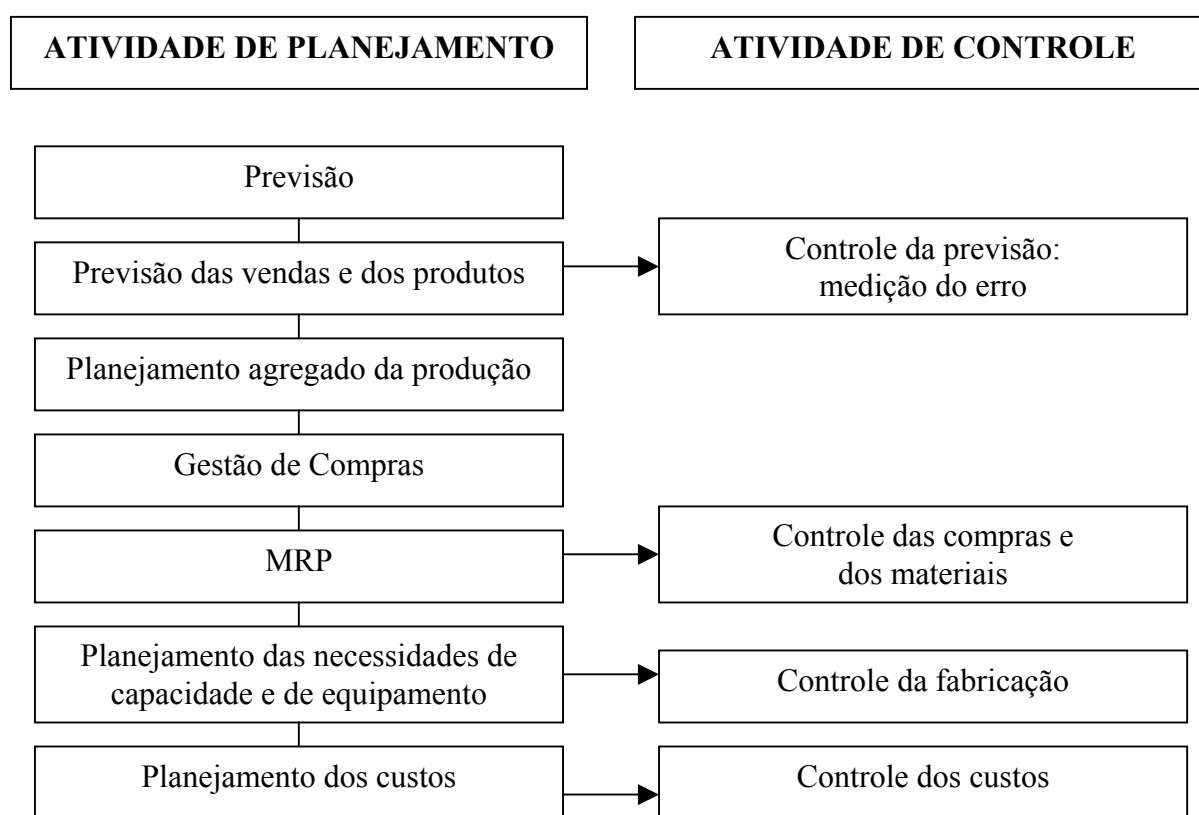 ATIVIDADE DE PLANEJAMENTO
ATIVIDADE DE CONTROLE
Previsão
Previsão das vendas e dos produtos
Controle da previsão:
medição do erro
Planejamento agregado da produção
Gestão de Compras
MRP
Controle das compras e
dos materiais
Planejamento das necessidades de
capacidade e de equipamento
Controle da fabricação
Planejamento dos custos
Controle dos custos